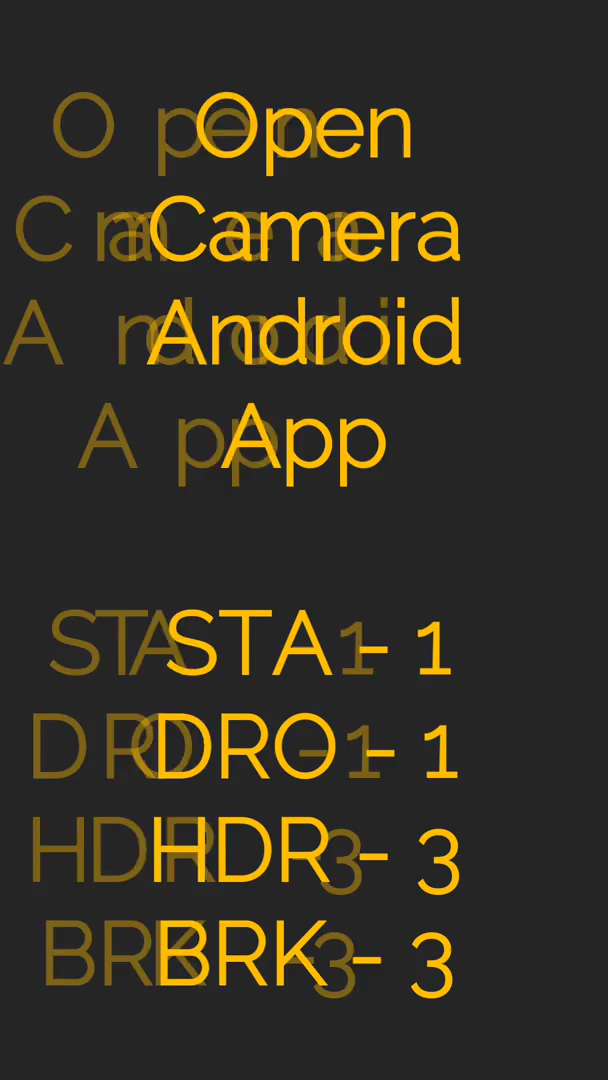 Open
Camera
Android
App
STA - 1
DRO - 1
HDR - 3
BRK - 3